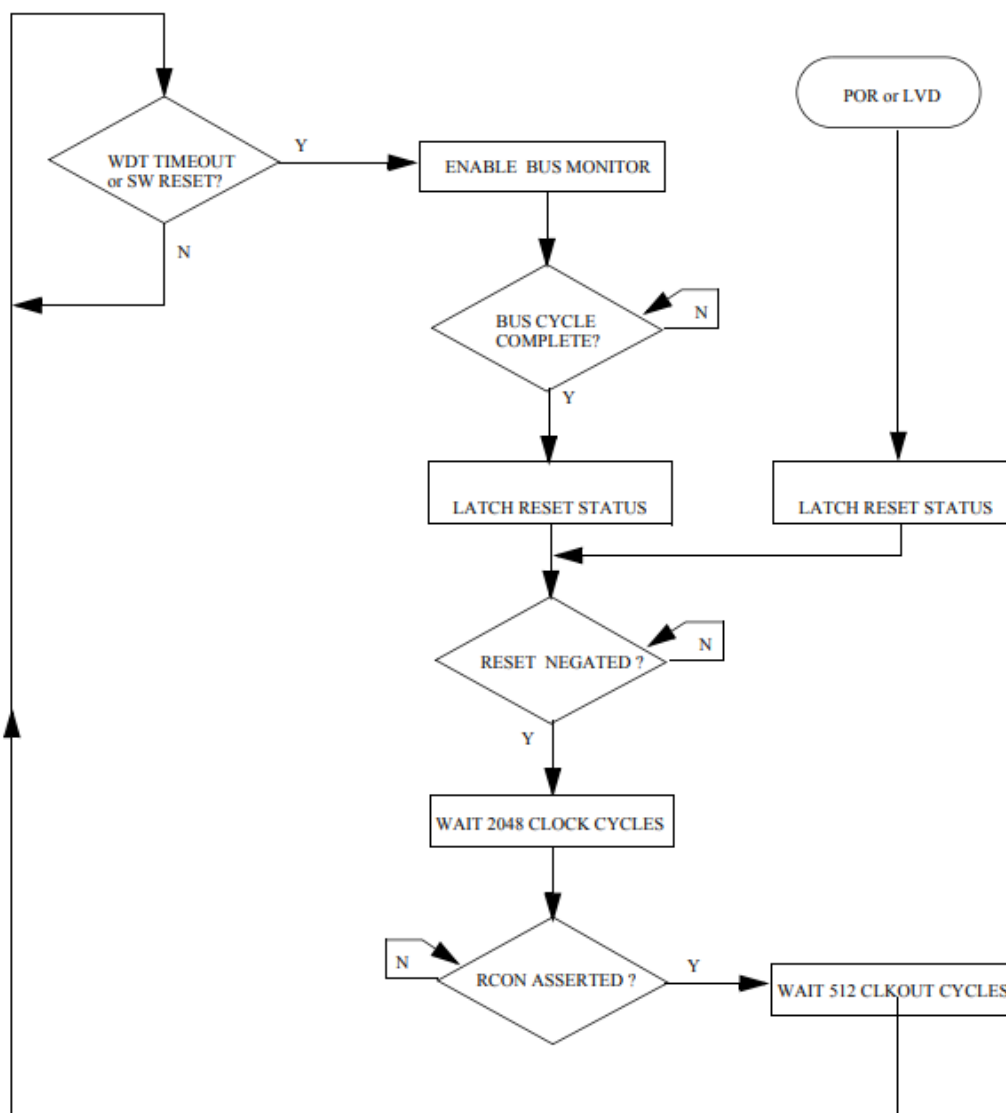 POR or LVD
Y
WDT TIMEOUT
or SW RESET?
ENABLE BUS MONITOR
N
BUS CYCLE
COMPLETE?
N
Y
LATCH RESET STATUS
LATCH RESET STATUS
RESET NEGATED ?
N
Y
WAIT 2048 CLOCK CYCLES
N
RCON ASSERTED ?
Y
WAIT 512 CLKOUT CYCLES